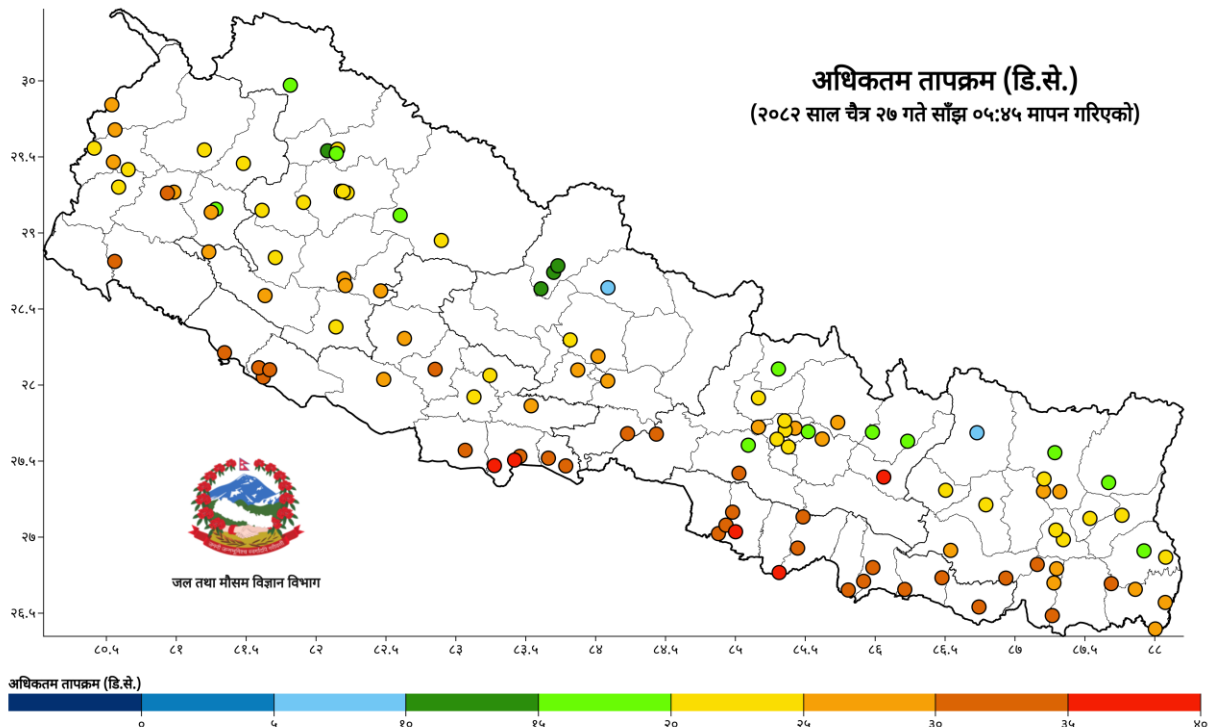 अधिकतम तापक्रम (डि.से.)
(२०८२ साल चैत्र २७ गते साँझ ०५:४५ मापन गरिएको)
३०
२९.५
२९
२८.५
२८
२७.५
२७
२६.५
जल तथा मौसम विज्ञान विभाग
८०.५ ८१ ८१.५ ८२ ८२.५ ८३ ८३.५ ८४ ८४.५ ८५ ८५.५ ८६ ८६.५ ८७ ८७.५ ८८
अधिकतम तापक्रम (डि.से.)
० ५ १० १५ २० २५ ३० ३५ ४०